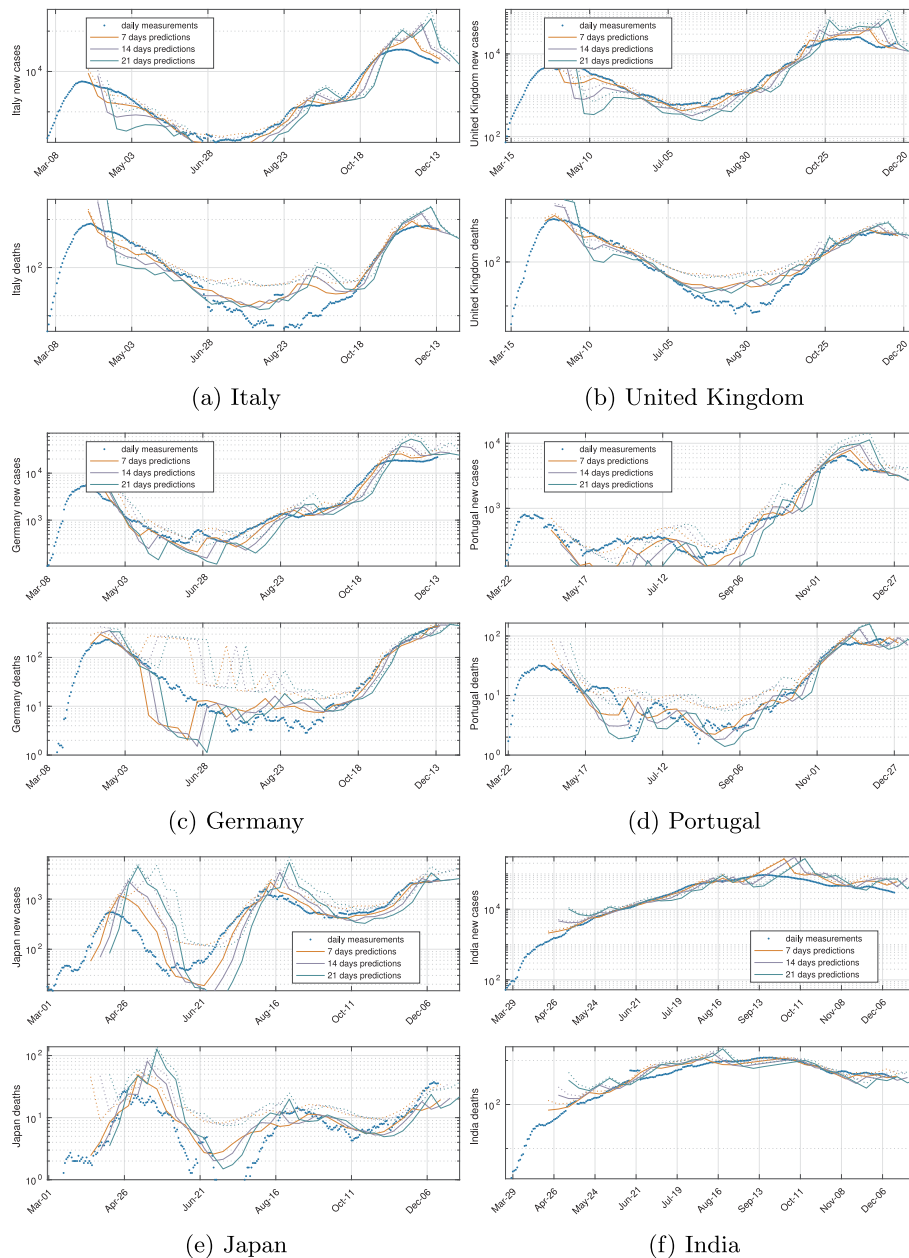 Italy new cases
10^4
daily measurements
7 days predictions
14 days predictions
21 days predictions
Mar-08 May-03 Jun-28 Aug-23 Oct-18 Dec-13
Italy deaths
10^2
Mar-08 May-03 Jun-28 Aug-23 Oct-18 Dec-13
(a) Italy
United Kingdom new cases
10^4
10^2
daily measurements
7 days predictions
14 days predictions
21 days predictions
Mar-15 May-10 Jul-05 Aug-30 Oct-25 Dec-20
United Kingdom deaths
10^2
Mar-15 May-10 Jul-05 Aug-30 Oct-25 Dec-20
(b) United Kingdom
Germany new cases
10^4
10^3
daily measurements
7 days predictions
14 days predictions
21 days predictions
Mar-08 May-03 Jun-28 Aug-23 Oct-18 Dec-13
Germany deaths
10^2
10^1
10^0
Mar-08 May-03 Jun-28 Aug-23 Oct-18 Dec-13
(c) Germany
Portugal new cases
10^4
10^3
daily measurements
7 days predictions
14 days predictions
21 days predictions
Mar-22 May-17 Jul-12 Sep-06 Nov-01 Dec-27
Portugal deaths
10^2
10^1
10^0
Mar-22 May-17 Jul-12 Sep-06 Nov-01 Dec-27
(d) Portugal
Japan new cases
10^3
10^2
daily measurements
7 days predictions
14 days predictions
21 days predictions
Mar-01 Apr-26 Jun-21 Aug-16 Oct-11 Dec-06
Japan deaths
10^2
10^1
10^0
Mar-01 Apr-26 Jun-21 Aug-16 Oct-11 Dec-06
(e) Japan
India new cases
10^4
10^2
daily measurements
7 days predictions
14 days predictions
21 days predictions
Mar-29 Apr-26 May-24 Jun-21 Jul-19 Aug-16 Sep-13 Oct-11 Nov-08 Dec-06
India deaths
10^2
Mar-29 Apr-26 May-24 Jun-21 Jul-19 Aug-16 Sep-13 Oct-11 Nov-08 Dec-06
(f) India